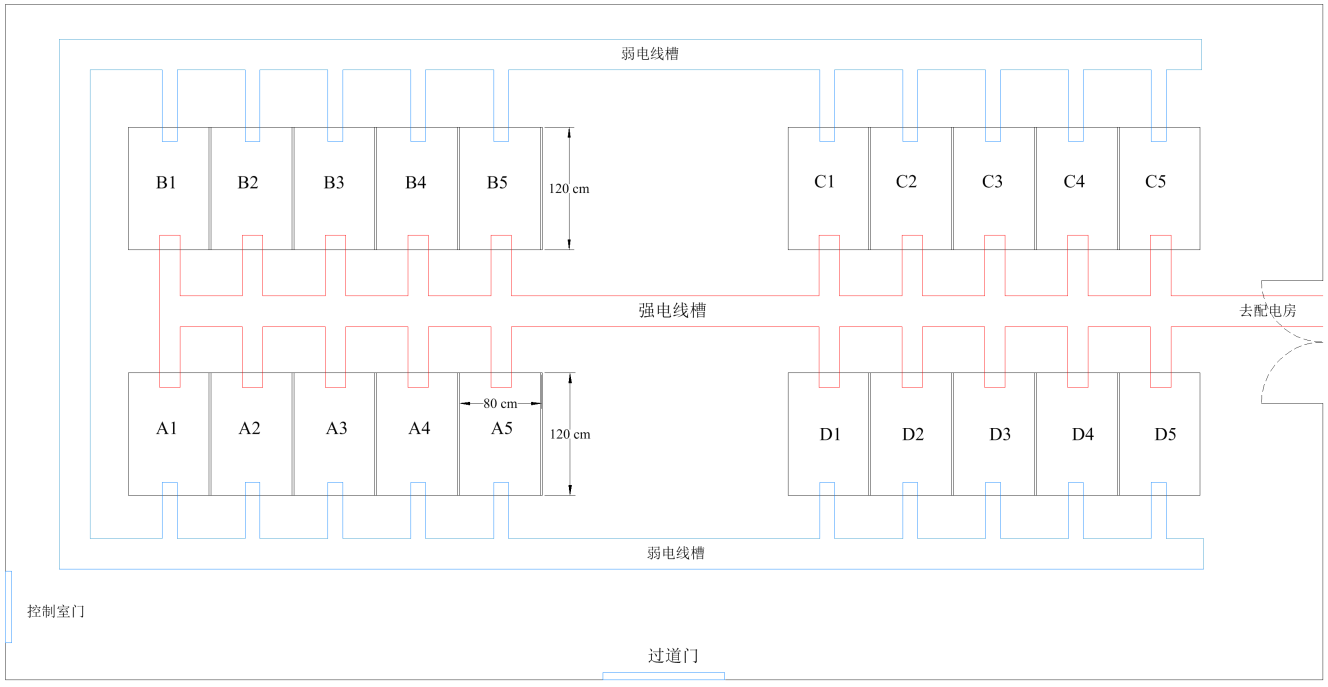 弱电线槽
B1 B2 B3 B4 B5 120 cm C1 C2 C3 C4 C5
强电线槽 去配电房
80 cm
A1 A2 A3 A4 A5 120 cm D1 D2 D3 D4 D5
弱电线槽
控制室门
过道门